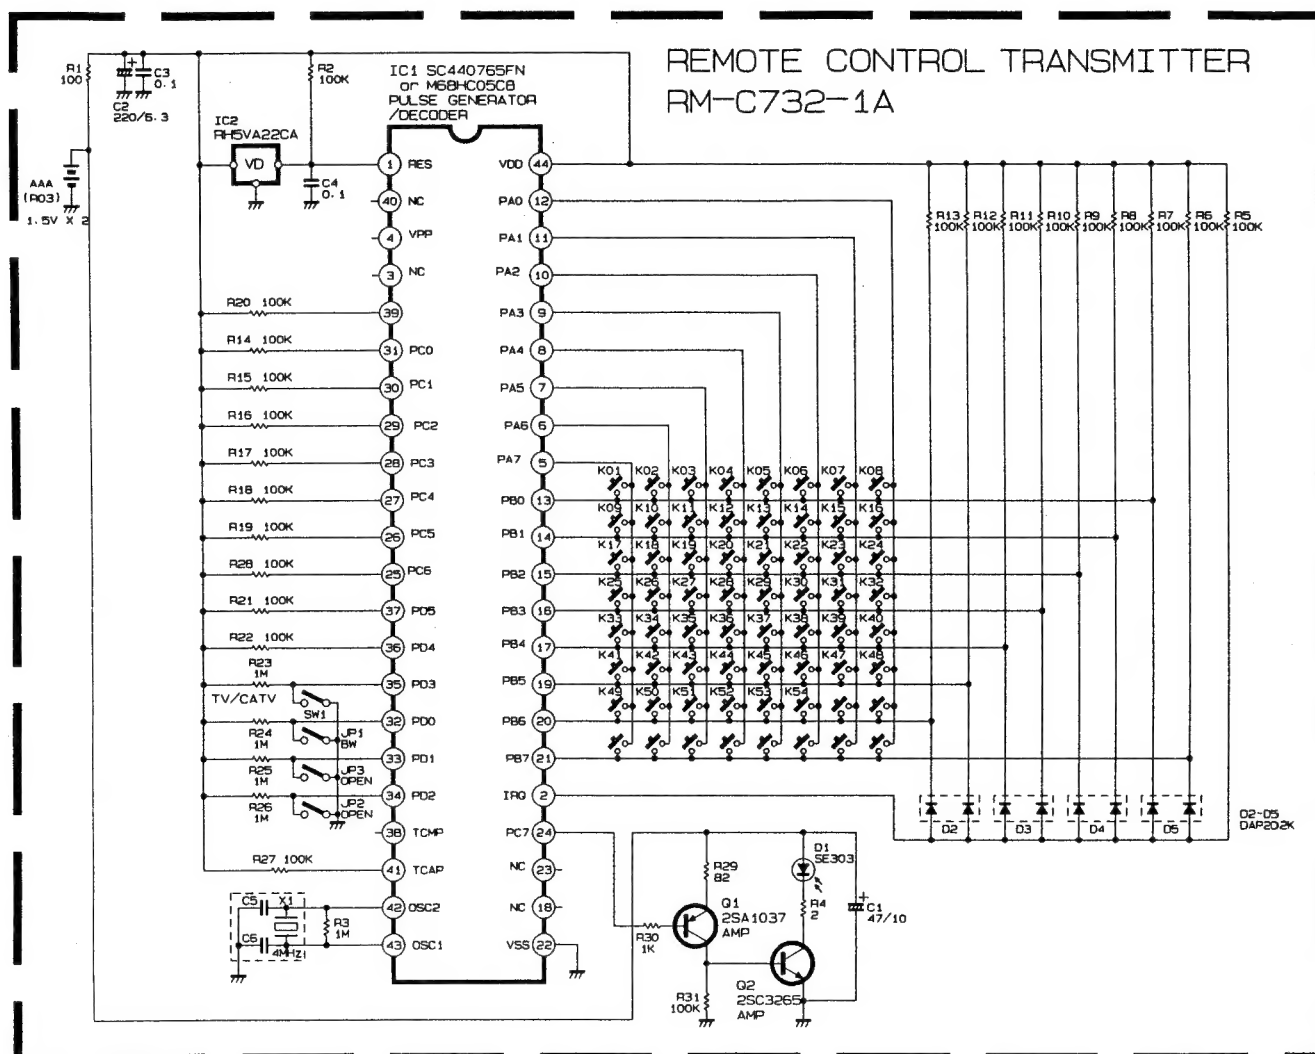 REMOTE CONTROL TRANSMITTER
RM-C732-1A
R1
100
C3
0.1
C2
220/6.3
R2
100K
IC1 SC440765FN
or M68HC05C8
PULSE GENERATOR
/DECODER
IC2
RH5VA22CA
VD
C4
0.1
AAA
(R03)
1.5V X 2
1 RES
40 NC
4 VPP
3 NC
R20 100K
39
R14 100K
31 PC0
R15 100K
30 PC1
R16 100K
29 PC2
R17 100K
28 PC3
R18 100K
27 PC4
R19 100K
26 PC5
R28 100K
25 PC6
R21 100K
37 PD5
R22 100K
36 PD4
R23
1M
35 PD3
TV/CATV
SW1
32 PD0
R24
1M
JP1
BW
33 PD1
R25
1M
JP3
OPEN
34 PD2
R26
1M
JP2
OPEN
38 TCMP
R27 100K
41 TCAP
C5
X1
42 OSC2
R3
1M
C6
4MHz
43 OSC1
VDD 44
PA0 12
PA1 11
PA2 10
PA3 9
PA4 8
PA5 7
PA6 6
PA7 5
PB0 13
PB1 14
PB2 15
PB3 16
PB4 17
PB5 19
PB6 20
PB7 21
IRQ 2
PC7 24
NC 23
NC 18
VSS 22
K01 K02 K03 K04 K05 K06 K07 K08
K09 K10 K11 K12 K13 K14 K15 K16
K17 K18 K19 K20 K21 K22 K23 K24
K25 K26 K27 K28 K29 K30 K31 K32
K33 K34 K35 K36 K37 K38 K39 K40
K41 K42 K43 K44 K45 K46 K47 K48
K49 K50 K51 K52 K53 K54
R13 R12 R11 R10 R9 R8 R7 R6 R5
100K 100K 100K 100K 100K 100K 100K 100K 100K
D2 D3 D4 D5
D2-D5
DAP202K
R29
82
D1
SE303
R4
2
C1
47/10
Q1
2SA1037
AMP
R30
1K
Q2
2SC3265
AMP
R31
100K